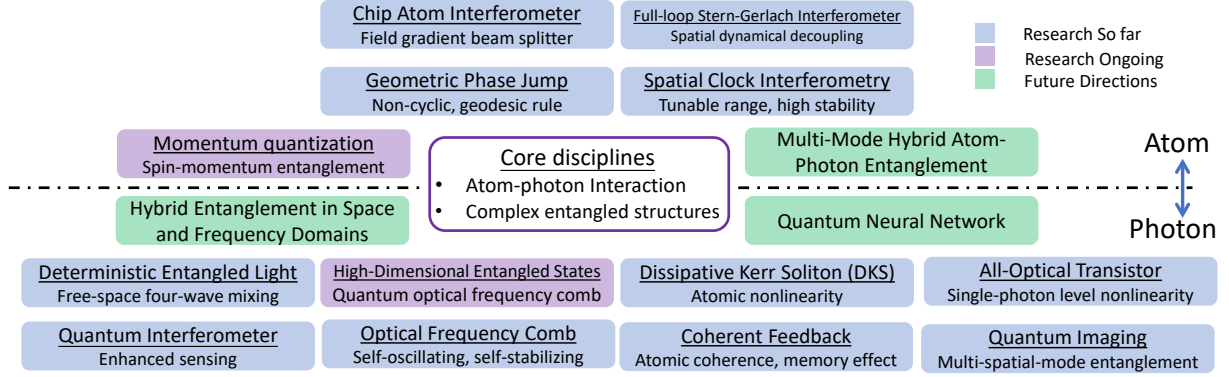 Chip Atom Interferometer
Field gradient beam splitter
Full-loop Stern-Gerlach Interferometer
Spatial dynamical decoupling
Research So far
Research Ongoing
Future Directions
Geometric Phase Jump
Non-cyclic, geodesic rule
Spatial Clock Interferometry
Tunable range, high stability
Momentum quantization
Spin-momentum entanglement
Core disciplines
• Atom-photon Interaction
• Complex entangled structures
Multi-Mode Hybrid Atom-
Photon Entanglement
Atom
Hybrid Entanglement in Space
and Frequency Domains
Quantum Neural Network
Photon
Deterministic Entangled Light
Free-space four-wave mixing
High-Dimensional Entangled States
Quantum optical frequency comb
Dissipative Kerr Soliton (DKS)
Atomic nonlinearity
All-Optical Transistor
Single-photon level nonlinearity
Quantum Interferometer
Enhanced sensing
Optical Frequency Comb
Self-oscillating, self-stabilizing
Coherent Feedback
Atomic coherence, memory effect
Quantum Imaging
Multi-spatial-mode entanglement